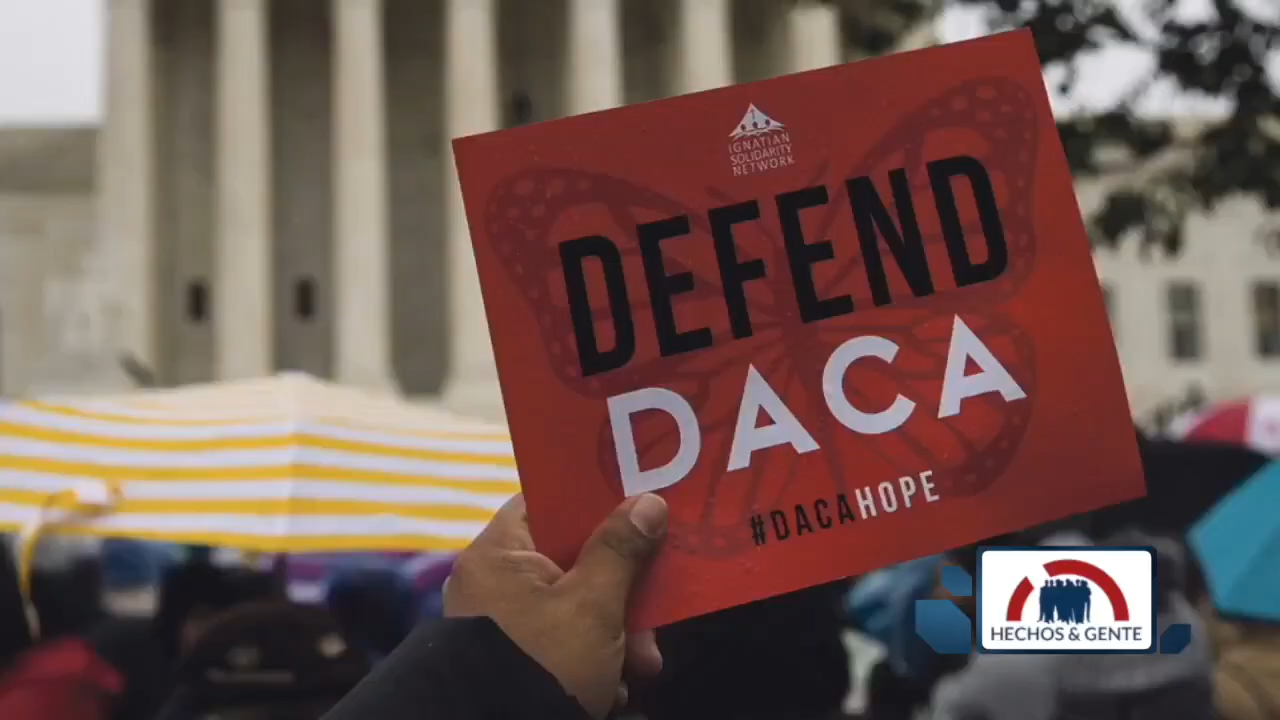 IGNATIAN
SOLIDARITY
NETWORK
DEFEND
DACA
#DACAHOPE
HECHOS & GENTE